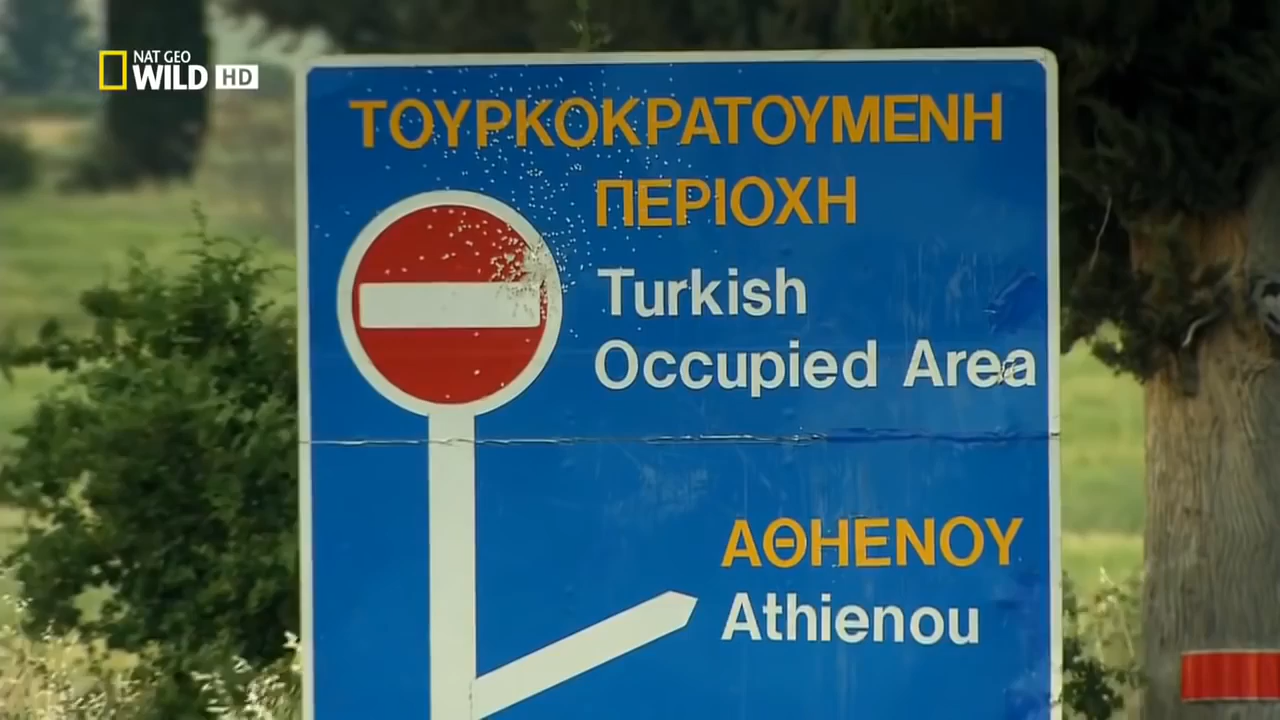 NAT GEO
WILD HD
ΤΟΥΡΚΟΚΡΑΤΟΥΜΕΝΗ
ΠΕΡΙΟΧΗ
Turkish
Occupied Area
ΑΘΗΕΝΟΥ
Athienou